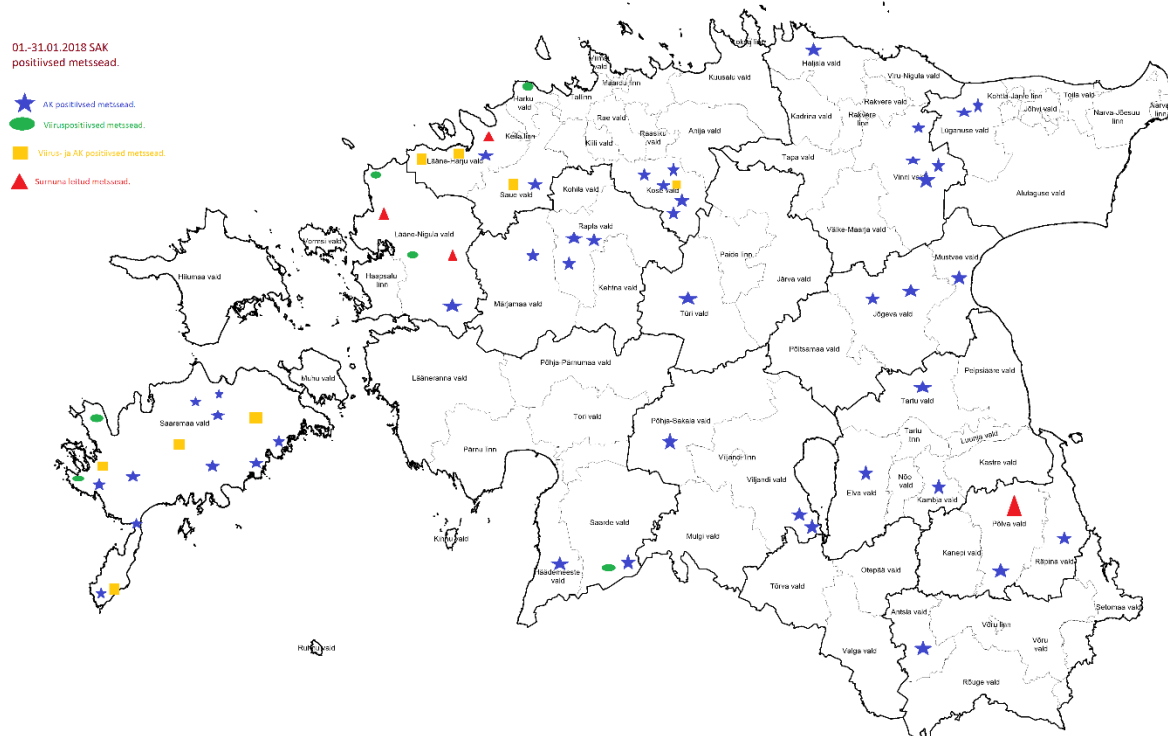 01.-31.01.2018 SAK
positiivsed metssead.
AK positiivsed metssead.
Viiruspositiivsed metssead.
Viirus- ja AK positiivsed metssead.
Surnuna leitud metssead.
Harku
vald
Tallinn
Maardu linn
Kuusalu vald
Haljala vald
Viru-Nigula vald
Rae vald
Raasiku
vald
Anija vald
Kadrina vald
Rakvere vald
Rakvere
linn
Kohtla-Järve linn
Toila vald
Jõhvi vald
Narva-Jõesuu
linn
Lüganuse vald
Keila linn
Kiili vald
Lääne-Harju vald
Saue vald
Kohila vald
Kose vald
Tapa vald
Vinni vald
Alutaguse vald
Väike-Maarja vald
Vormsi vald
Lääne-Nigula vald
Rapla vald
Hiiumaa vald
Haapsalu
linn
Märjamaa vald
Kehtna vald
Paide linn
Järva vald
Türi vald
Mustvee vald
Jõgeva vald
Põltsamaa vald
Peipsiääre vald
Muhu vald
Lääneranna vald
Põhja-Pärnumaa vald
Saaremaa vald
Tori vald
Põhja-Sakala vald
Tartu vald
Tartu
linn
Luunja vald
Pärnu linn
Viljandi linn
Viljandi vald
Elva vald
Nõo
vald
Kambja vald
Kastre vald
Saarde vald
Kihnu vald
Mulgi vald
Põlva vald
Häädemeeste
vald
Tõrva vald
Otepää vald
Kanepi vald
Räpina vald
Antsla vald
Võru linn
Setomaa vald
Ruhnu vald
Valga vald
Võru
vald
Rõuge vald